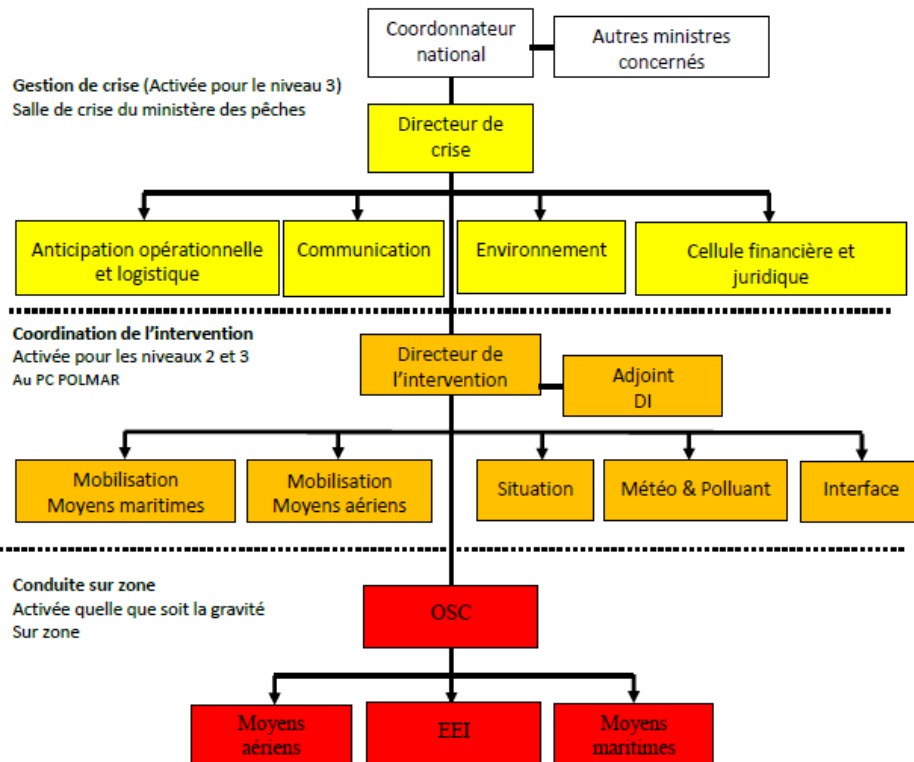 Coordonnateur
national
Autres ministres
concernés
Gestion de crise (Activée pour le niveau 3)
Salle de crise du ministère des pêches
Directeur de
crise
Anticipation opérationnelle
et logistique
Communication
Environnement
Cellule financière et
juridique
Coordination de l'intervention
Activée pour les niveaux 2 et 3
Au PC POLMAR
Directeur de
l'intervention
Adjoint
DI
Mobilisation
Moyens maritimes
Mobilisation
Moyens aériens
Situation
Météo & Polluant
Interface
Conduite sur zone
Activée quelle que soit la gravité
Sur zone
OSC
Moyens
aériens
EEI
Moyens
maritimes